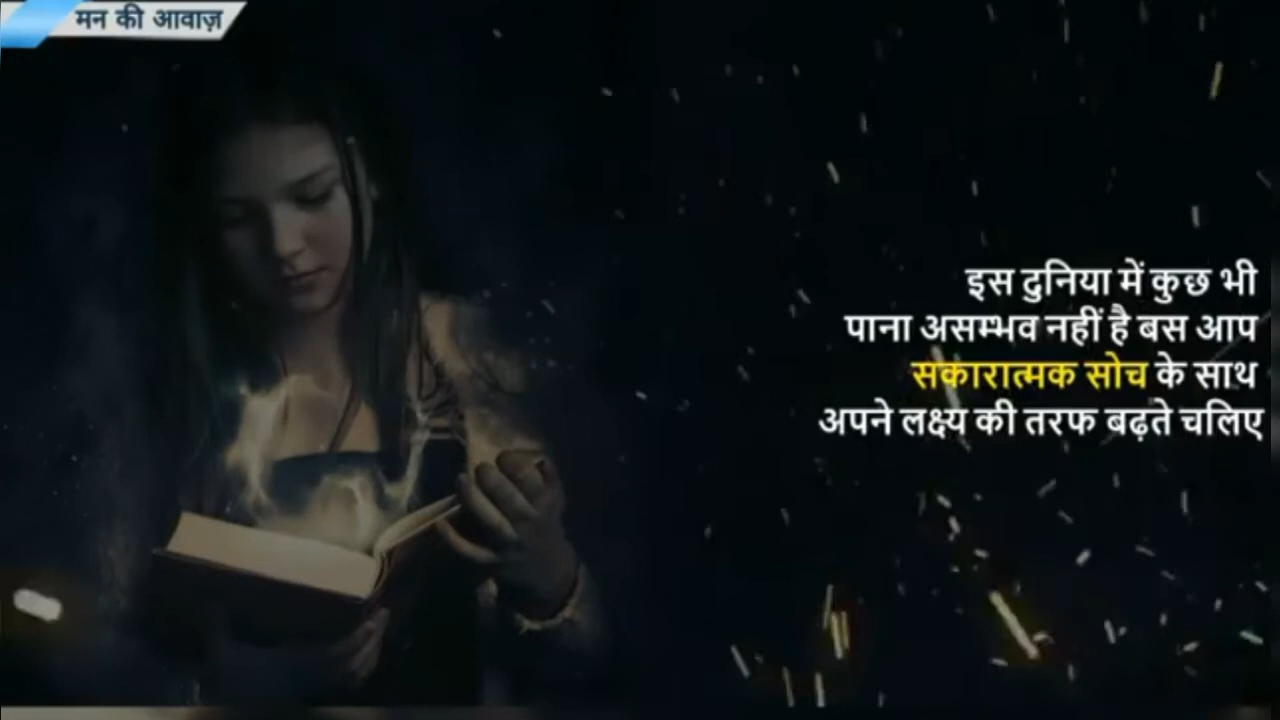 मन की आवाज़
इस दुनिया में कुछ भी
पाना असम्भव नहीं है बस आप
सकारात्मक सोच के साथ
अपने लक्ष्य की तरफ बढ़ते चलिए